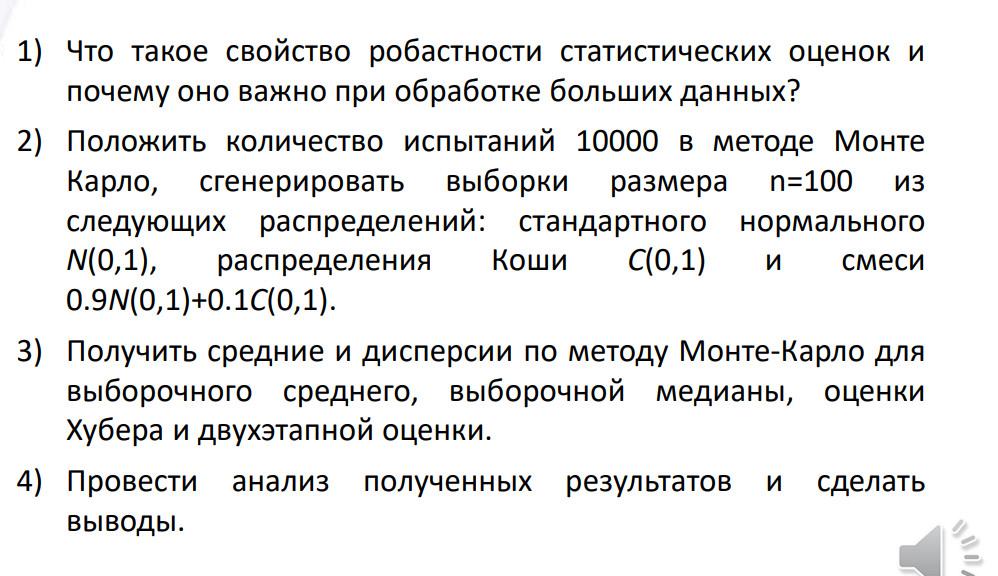 1) Что такое свойство робастности статистических оценок и
почему оно важно при обработке больших данных?
2) Положить количество испытаний 10000 в методе Монте
Карло, сгенерировать выборки размера n=100 из
следующих распределений: стандартного нормального
N(0,1), распределения Коши C(0,1) и смеси
0.9N(0,1)+0.1C(0,1).
3) Получить средние и дисперсии по методу Монте-Карло для
выборочного среднего, выборочной медианы, оценки
Хубера и двухэтапной оценки.
4) Провести анализ полученных результатов и сделать
выводы.